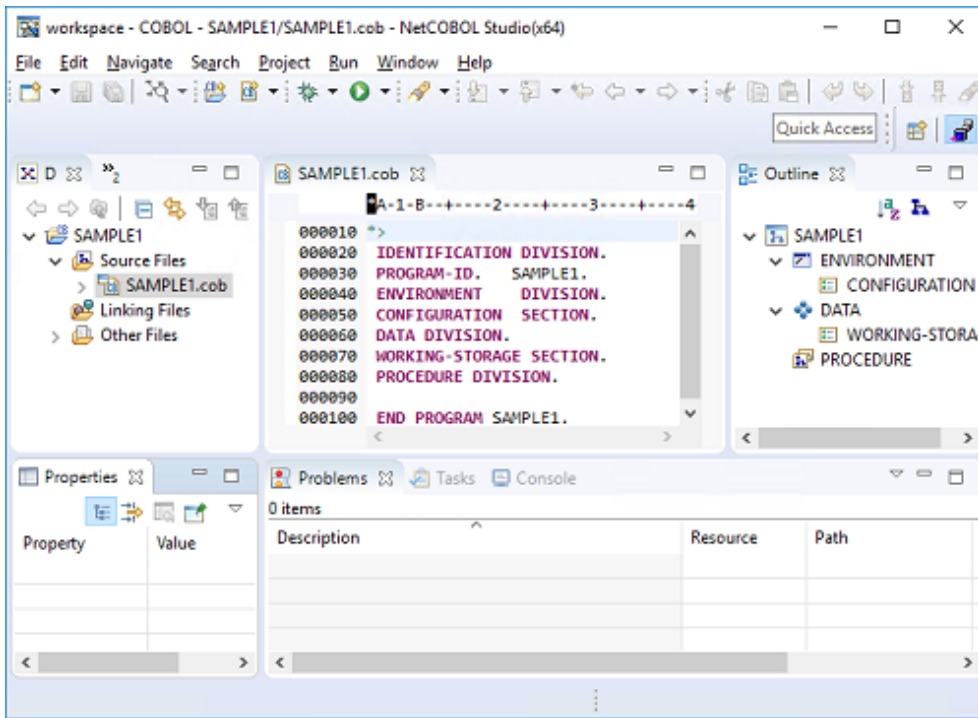 workspace - COBOL - SAMPLE1/SAMPLE1.cob - NetCOBOL Studio(x64)
File Edit Navigate Search Project Run Window Help
Quick Access
D
»2
SAMPLE1
Source Files
SAMPLE1.cob
Linking Files
Other Files
SAMPLE1.cob
A-1-B--+----2----+----3----+----4
000010 *>
000020 IDENTIFICATION DIVISION.
000030 PROGRAM-ID. SAMPLE1.
000040 ENVIRONMENT DIVISION.
000050 CONFIGURATION SECTION.
000060 DATA DIVISION.
000070 WORKING-STORAGE SECTION.
000080 PROCEDURE DIVISION.
000090
000100 END PROGRAM SAMPLE1.
Outline
SAMPLE1
ENVIRONMENT
CONFIGURATION
DATA
WORKING-STORA
PROCEDURE
Properties
Property Value
Problems Tasks Console
0 items
Description Resource Path